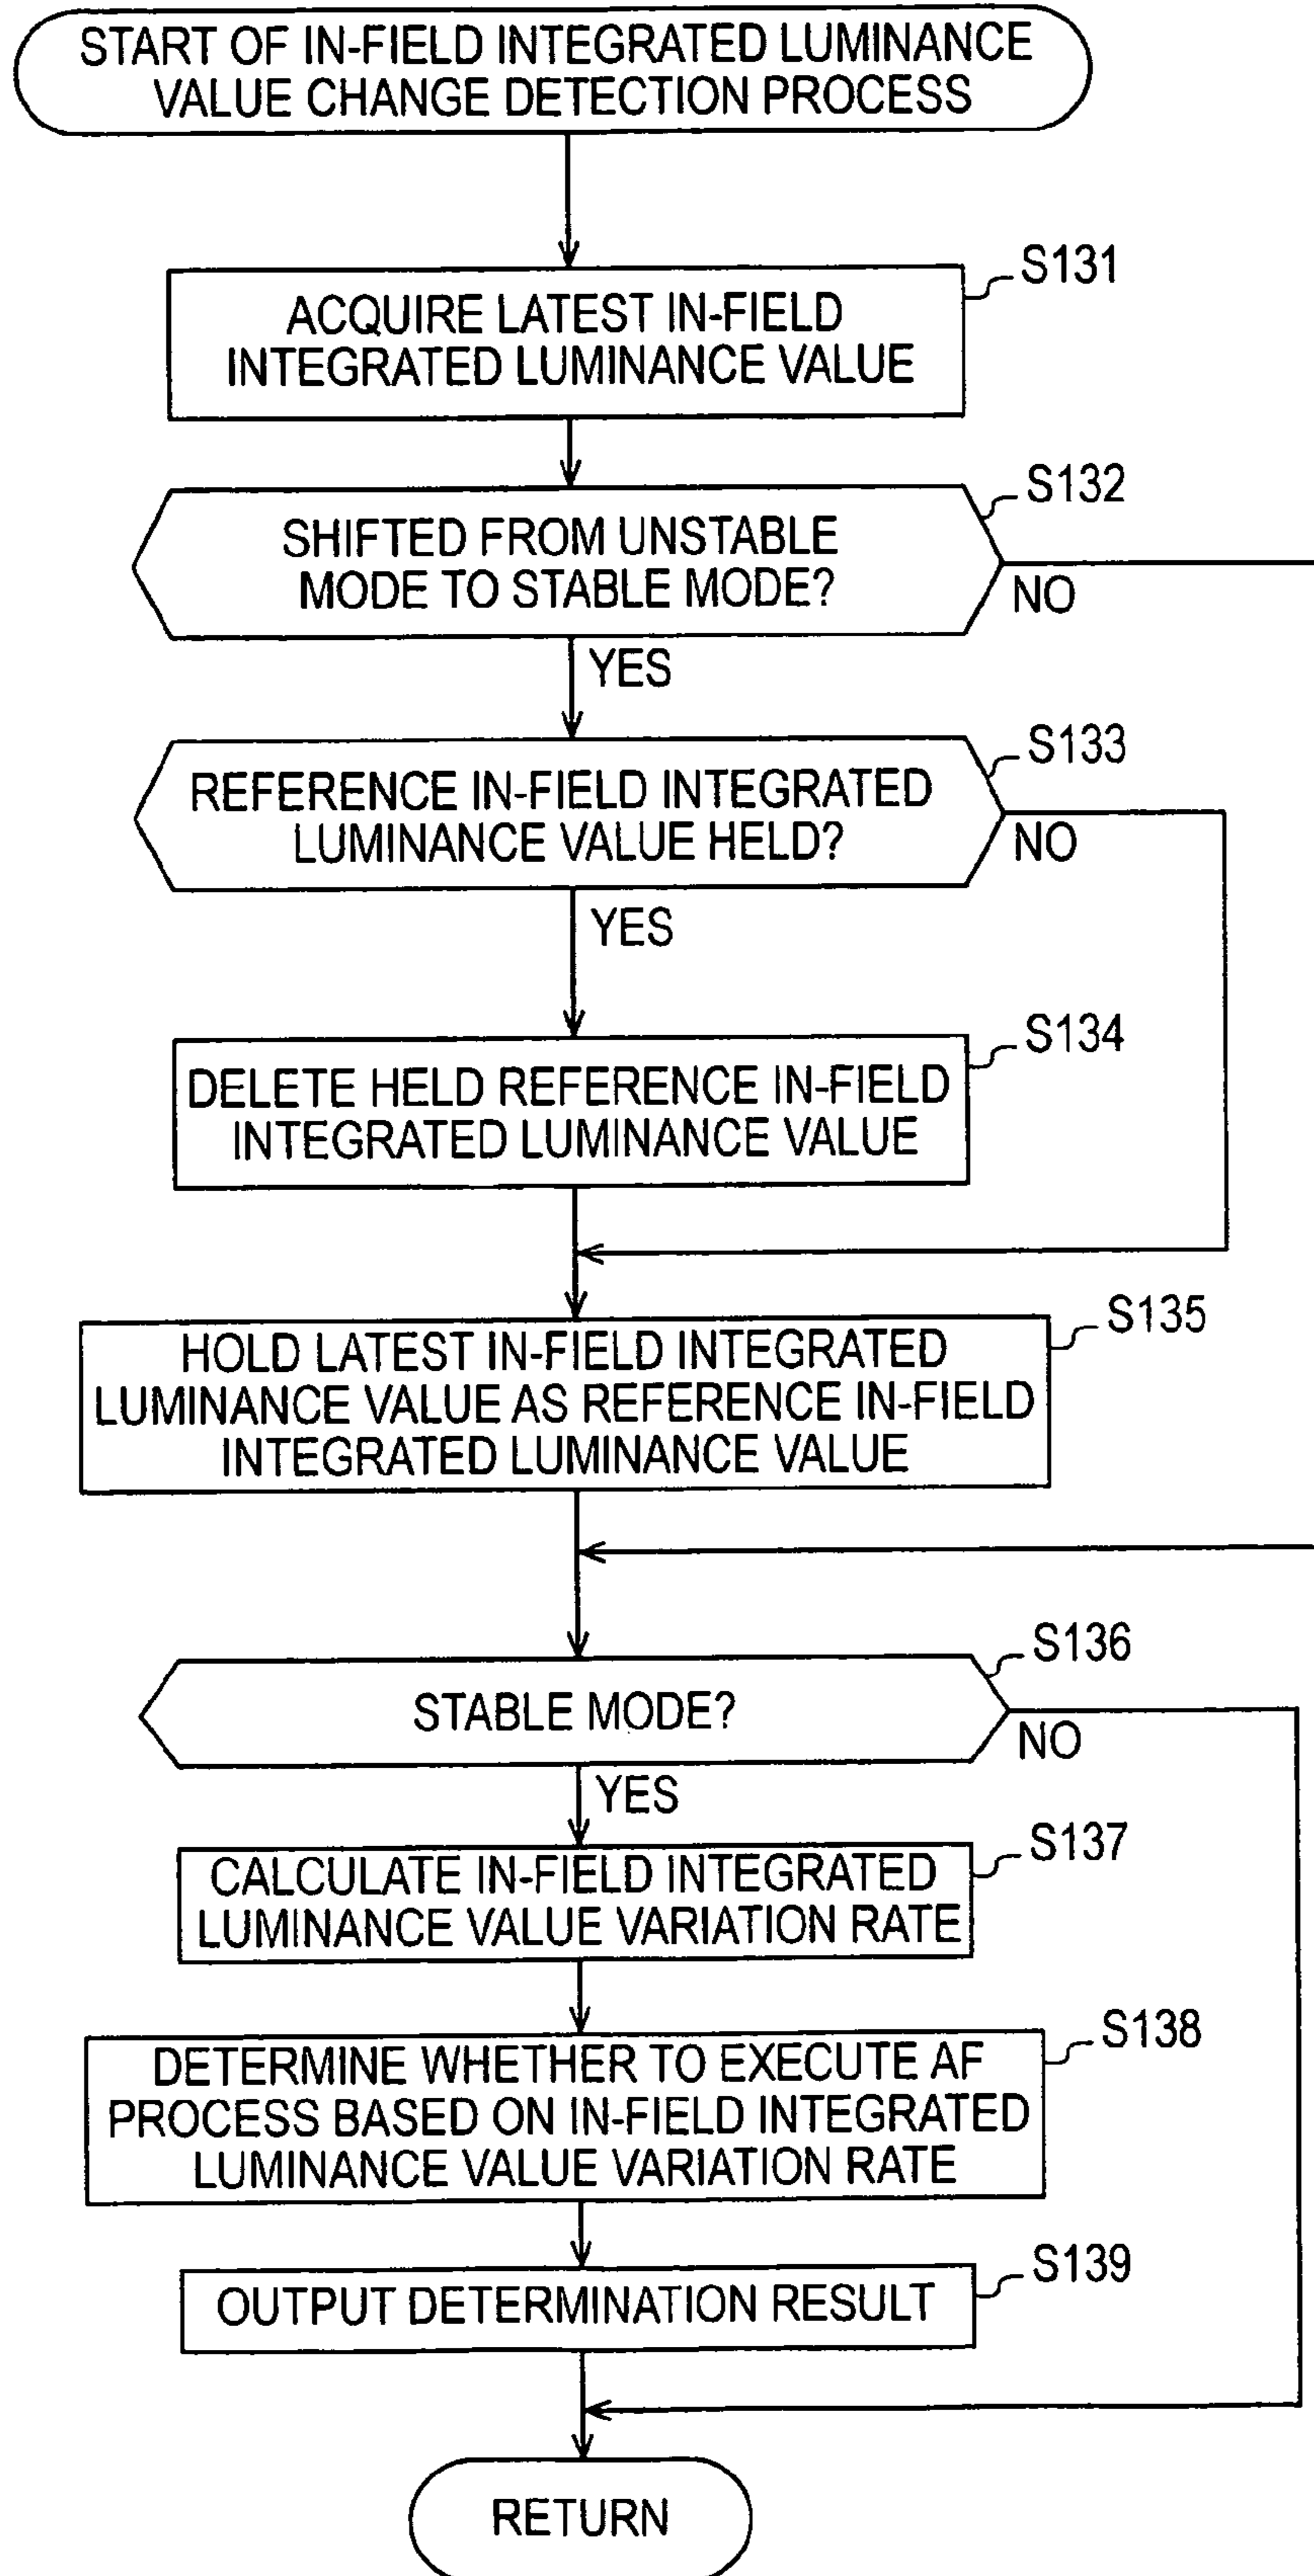 START OF IN-FIELD INTEGRATED LUMINANCE
VALUE CHANGE DETECTION PROCESS
S131
ACQUIRE LATEST IN-FIELD
INTEGRATED LUMINANCE VALUE
S132
SHIFTED FROM UNSTABLE
MODE TO STABLE MODE?
NO
YES
S133
REFERENCE IN-FIELD INTEGRATED
LUMINANCE VALUE HELD?
NO
YES
S134
DELETE HELD REFERENCE IN-FIELD
INTEGRATED LUMINANCE VALUE
S135
HOLD LATEST IN-FIELD INTEGRATED
LUMINANCE VALUE AS REFERENCE IN-FIELD
INTEGRATED LUMINANCE VALUE
S136
STABLE MODE?
NO
YES
S137
CALCULATE IN-FIELD INTEGRATED
LUMINANCE VALUE VARIATION RATE
S138
DETERMINE WHETHER TO EXECUTE AF
PROCESS BASED ON IN-FIELD INTEGRATED
LUMINANCE VALUE VARIATION RATE
S139
OUTPUT DETERMINATION RESULT
RETURN